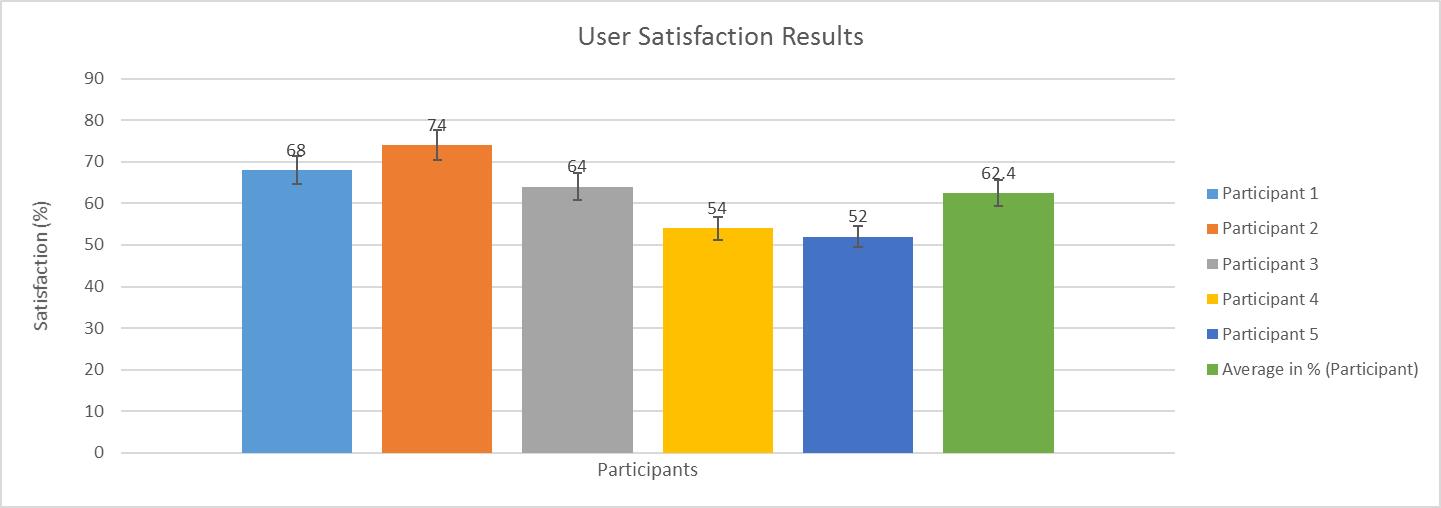 User Satisfaction Results
90
80
70
60
50
40
30
20
10
0
Satisfaction (%)
68
74
64
54
52
62.4
Participants
Participant 1
Participant 2
Participant 3
Participant 4
Participant 5
Average in % (Participant)